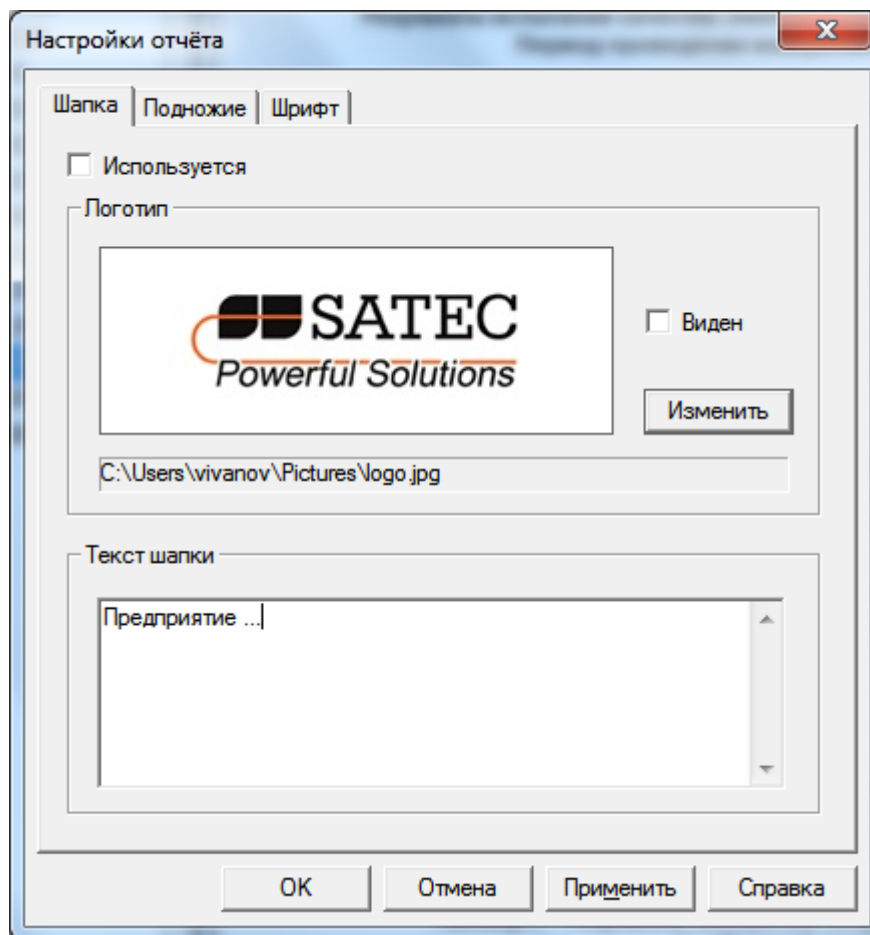 Настройки отчёта
Шапка Подножие Шрифт
Используется
Логотип
SATEC
Powerful Solutions
Виден
Изменить
C:\Users\vivanov\Pictures\logo.jpg
Текст шапки
Предприятие ...
OK Отмена Применить Справка